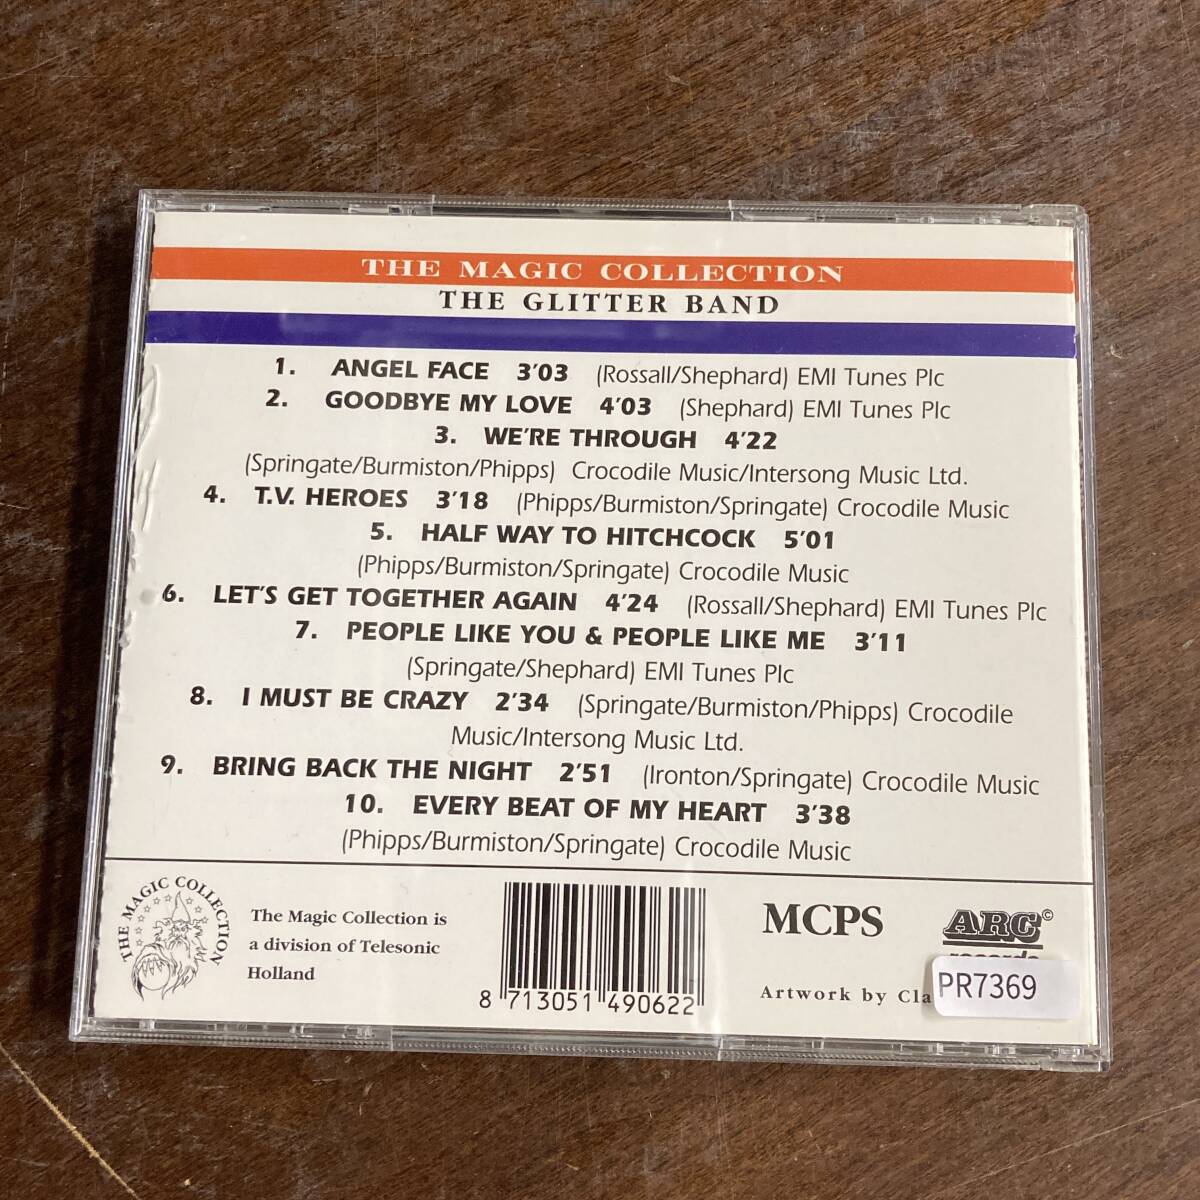 THE MAGIC COLLECTION
THE GLITTER BAND
1. ANGEL FACE 3'03 (Rossall/Shephard) EMI Tunes Plc
2. GOODBYE MY LOVE 4'03 (Shephard) EMI Tunes Plc
3. WE'RE THROUGH 4'22
(Springate/Burmiston/Phipps) Crocodile Music/Intersong Music Ltd.
4. T.V. HEROES 3'18 (Phipps/Burmiston/Springate) Crocodile Music
5. HALF WAY TO HITCHCOCK 5'01
(Phipps/Burmiston/Springate) Crocodile Music
6. LET'S GET TOGETHER AGAIN 4'24 (Rossall/Shephard) EMI Tunes Plc
7. PEOPLE LIKE YOU & PEOPLE LIKE ME 3'11
(Springate/Shephard) EMI Tunes Plc
8. I MUST BE CRAZY 2'34 (Springate/Burmiston/Phipps) Crocodile
Music/Intersong Music Ltd.
9. BRING BACK THE NIGHT 2'51 (Ironton/Springate) Crocodile Music
10. EVERY BEAT OF MY HEART 3'38
(Phipps/Burmiston/Springate) Crocodile Music
THE MAGIC COLLECTION
The Magic Collection is
a division of Telesonic
Holland
8 713051 490622
MCPS
ARC©
Artwork by
PR7369